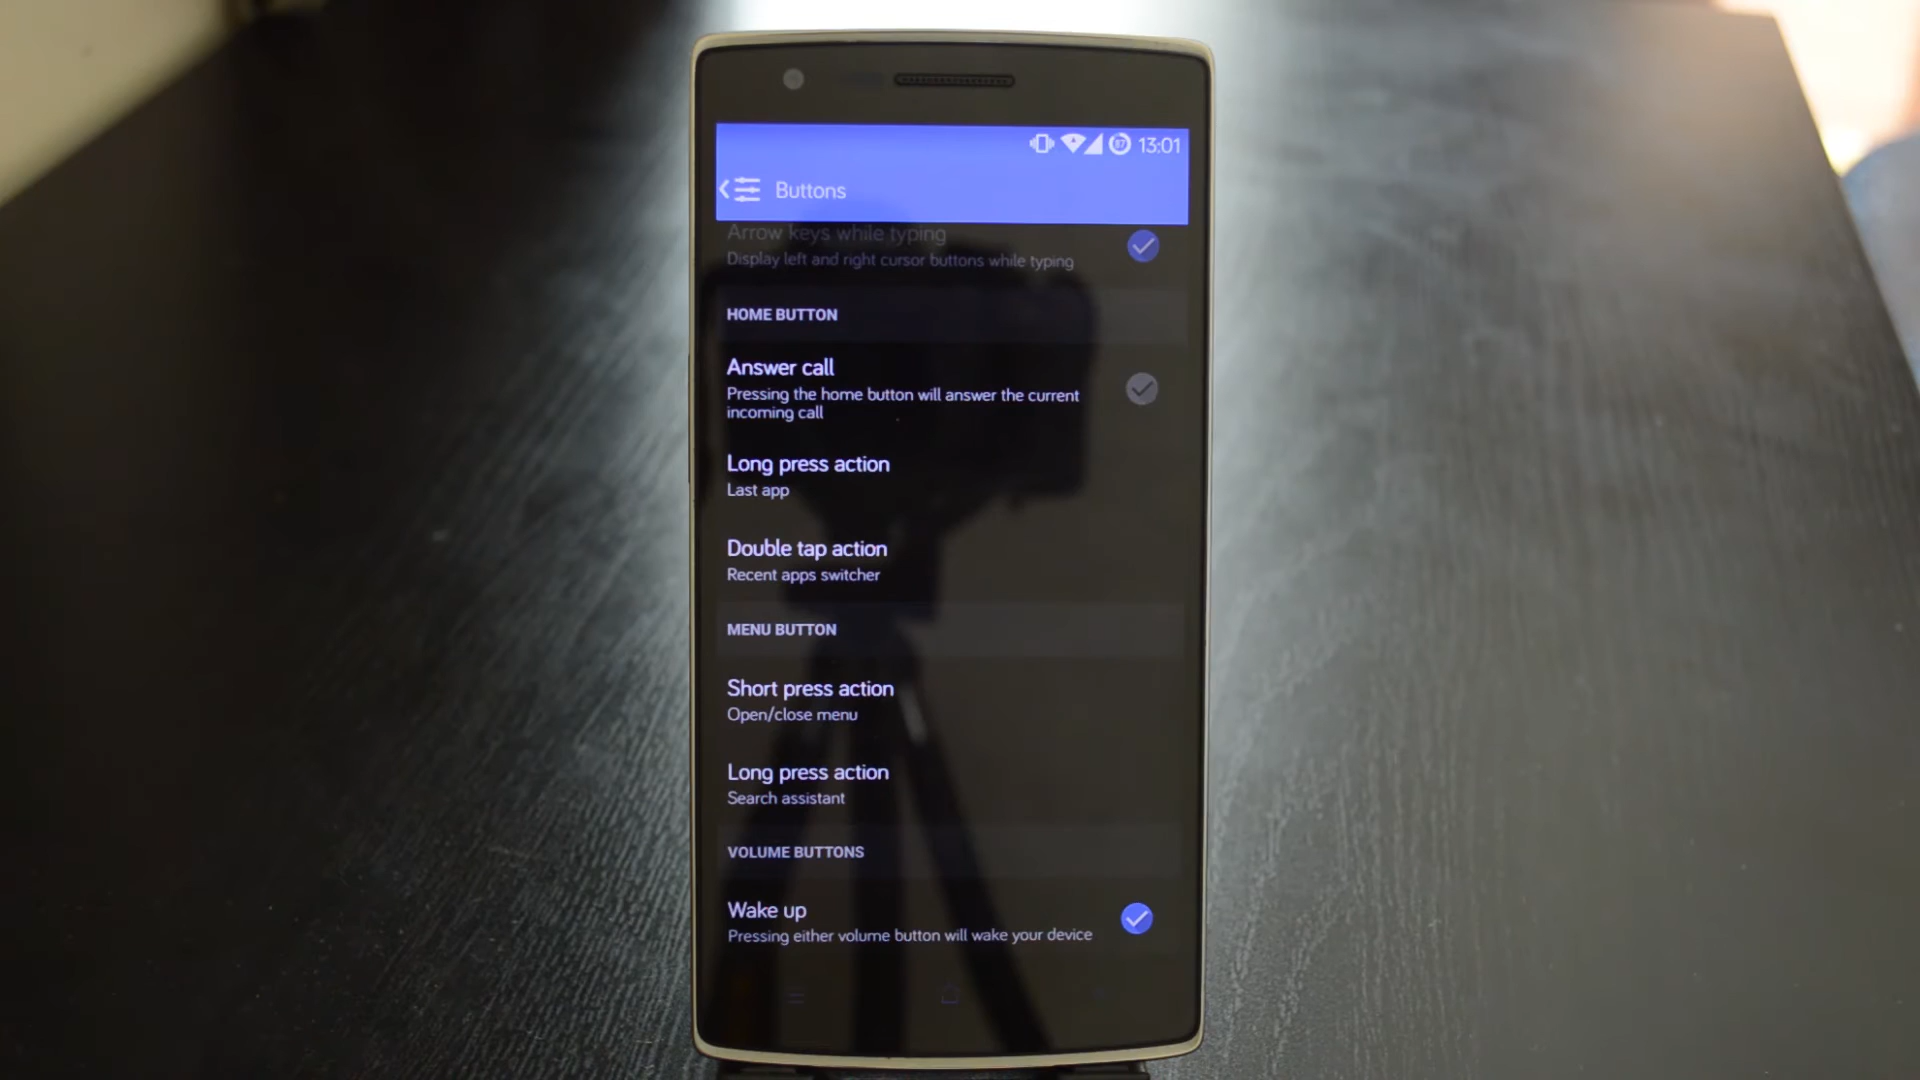 13:01
Buttons
Arrow keys while typing
Display left and right cursor buttons while typing
HOME BUTTON
Answer call
Pressing the home button will answer the current
incoming call
Long press action
Last app
Double tap action
Recent apps switcher
MENU BUTTON
Short press action
Open/close menu
Long press action
Search assistant
VOLUME BUTTONS
Wake up
Pressing either volume button will wake your device